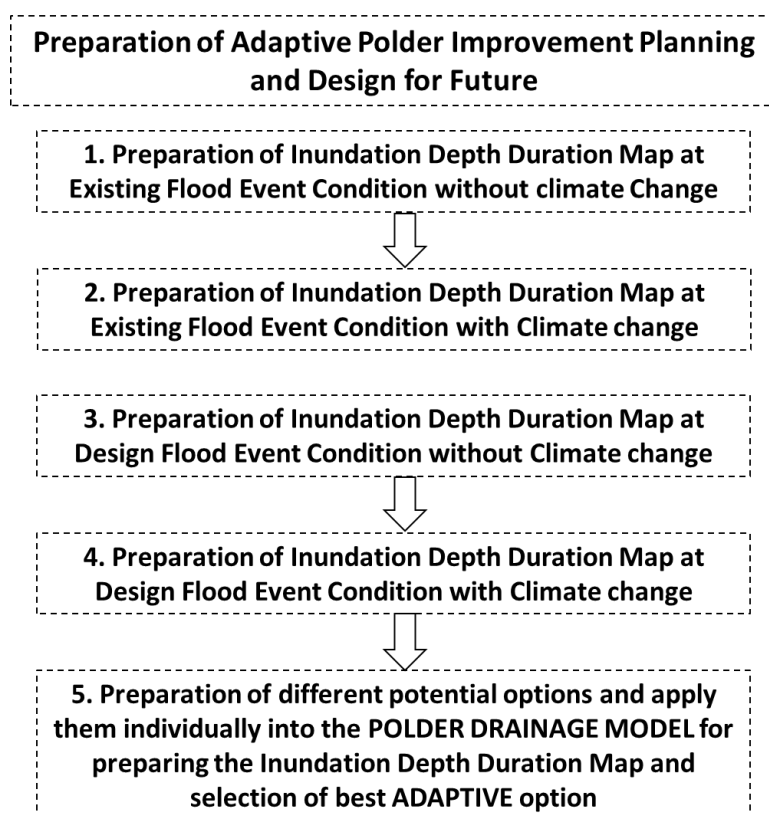 Preparation of Adaptive Polder Improvement Planning
and Design for Future
1. Preparation of Inundation Depth Duration Map at
Existing Flood Event Condition without climate Change
2. Preparation of Inundation Depth Duration Map at
Existing Flood Event Condition with Climate change
3. Preparation of Inundation Depth Duration Map at
Design Flood Event Condition without Climate change
4. Preparation of Inundation Depth Duration Map at
Design Flood Event Condition with Climate change
5. Preparation of different potential options and apply
them individually into the POLDER DRAINAGE MODEL for
preparing the Inundation Depth Duration Map and
selection of best ADAPTIVE option